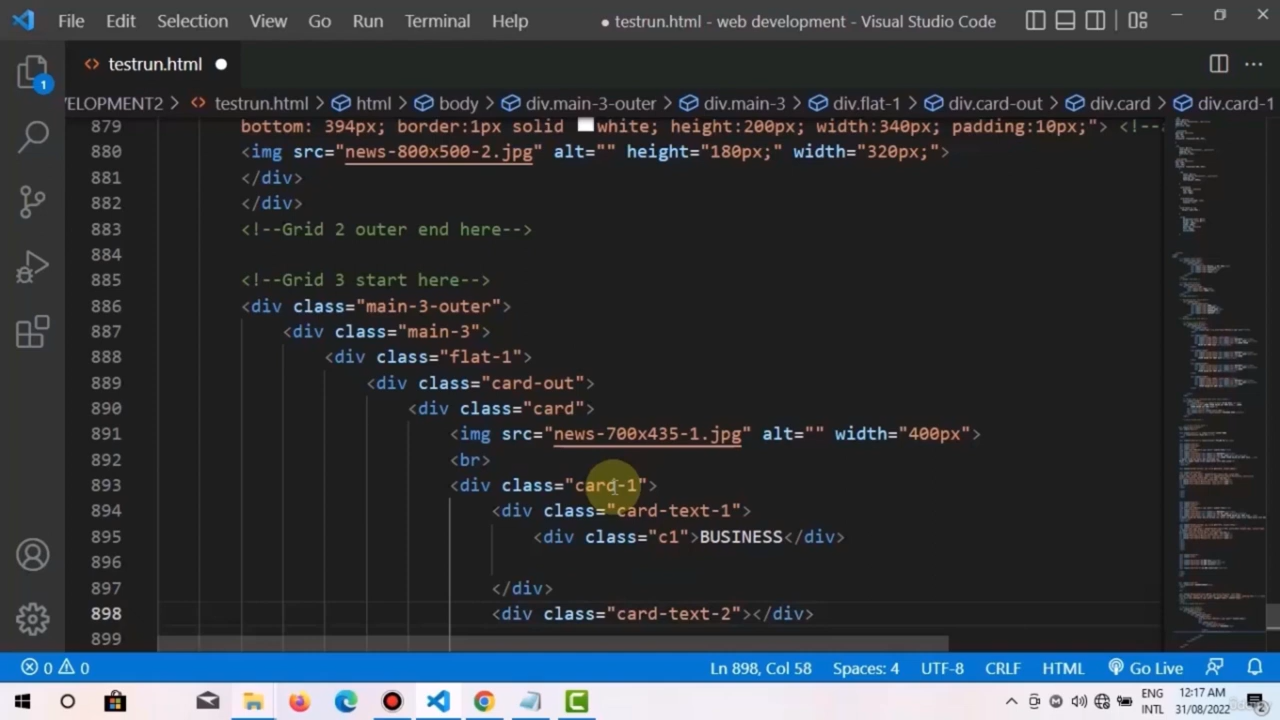 File Edit Selection View Go Run Terminal Help ● testrun.html - web development - Visual Studio Code
<> testrun.html ●
VELOPMENT2 > <> testrun.html > html > body > div.main-3-outer > div.main-3 > div.flat-1 > div.card-out > div.card > div.card-1
1
879 bottom: 394px; border:1px solid white; height:200px; width:340px; padding:10px;"> <!--
880 <img src="news-800x500-2.jpg" alt="" height="180px;" width="320px;">
881 </div>
882 </div>
883 <!--Grid 2 outer end here-->
884
885 <!--Grid 3 start here-->
886 <div class="main-3-outer">
887 <div class="main-3">
888 <div class="flat-1">
889 <div class="card-out">
890 <div class="card">
891 <img src="news-700x435-1.jpg" alt="" width="400px">
892 <br>
893 <div class="card-1">
894 <div class="card-text-1">
895 <div class="c1">BUSINESS</div>
896
897 </div>
898 <div class="card-text-2"></div>
899
0 0 Ln 898, Col 58 Spaces: 4 UTF-8 CRLF HTML Go Live
ENG 12:17 AM
INTL 31/08/2022 2